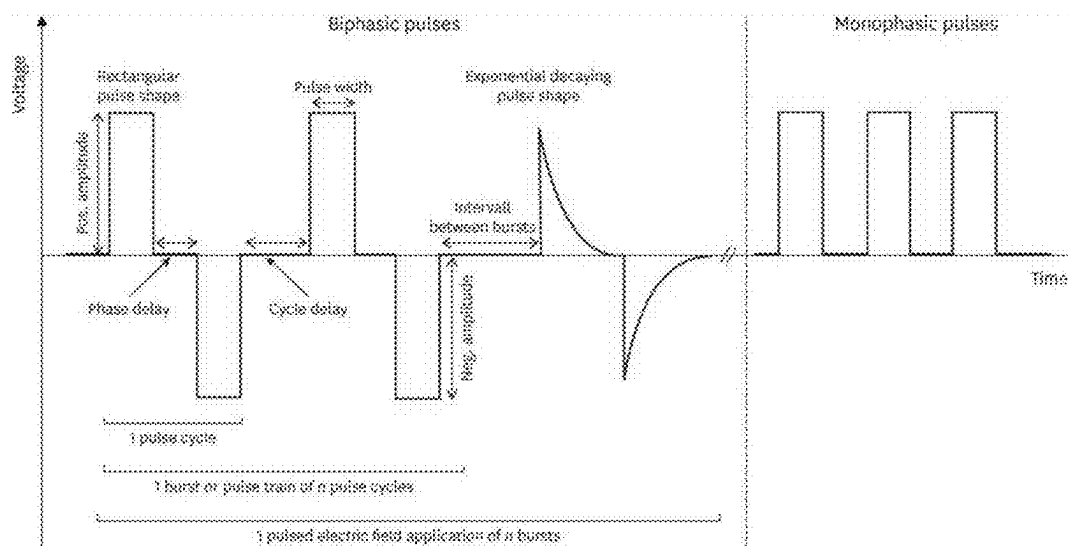 Biphasic pulses
Monophasic pulses
Voltage
Rectangular
pulse shape
Pulse width
Exponential decaying
pulse shape
Pos. amplitude
Intervall
between bursts
Time
Phase delay
Cycle delay
Neg. amplitude
1 pulse cycle
1 burst or pulse train of n pulse cycles
1 pulsed electric field application of n bursts